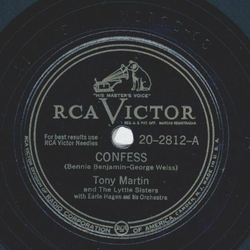 "HIS MASTER'S VOICE"
RCA VICTOR
For best results use
RCA Victor Needles
20-2812-A
CONFESS
(Bennie Benjamin-George Weiss)
Tony Martin
and The Lyttle Sisters
with Earle Hagen and his Orchestra